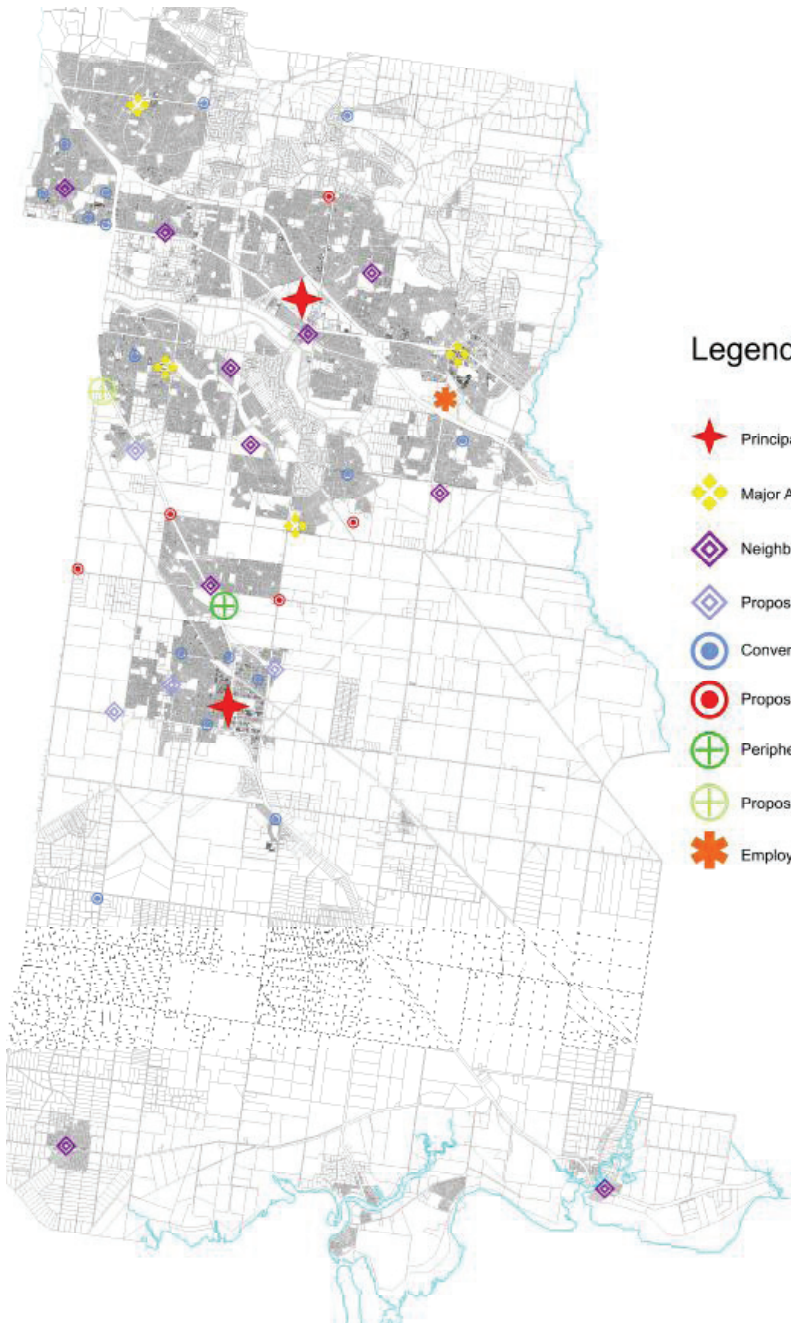 Legend
Principa
Major A
Neighb
Propos
Conver
Propos
Periphe
Propos
Employ